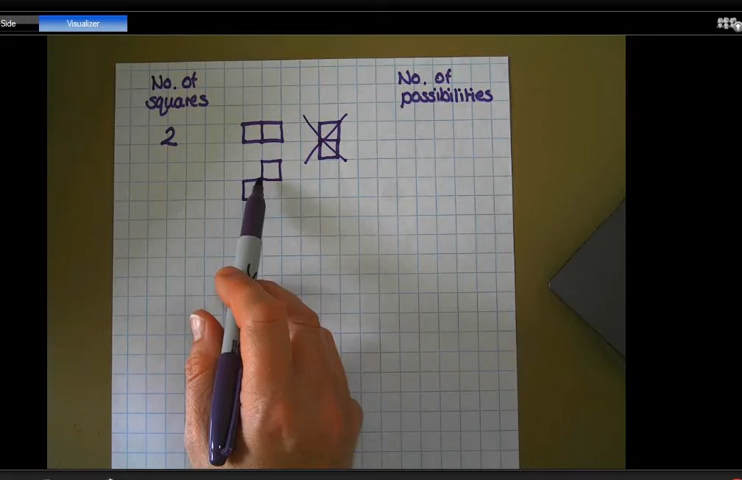 Side
Visualizer
No. of
squares
No. of
possibilities
2